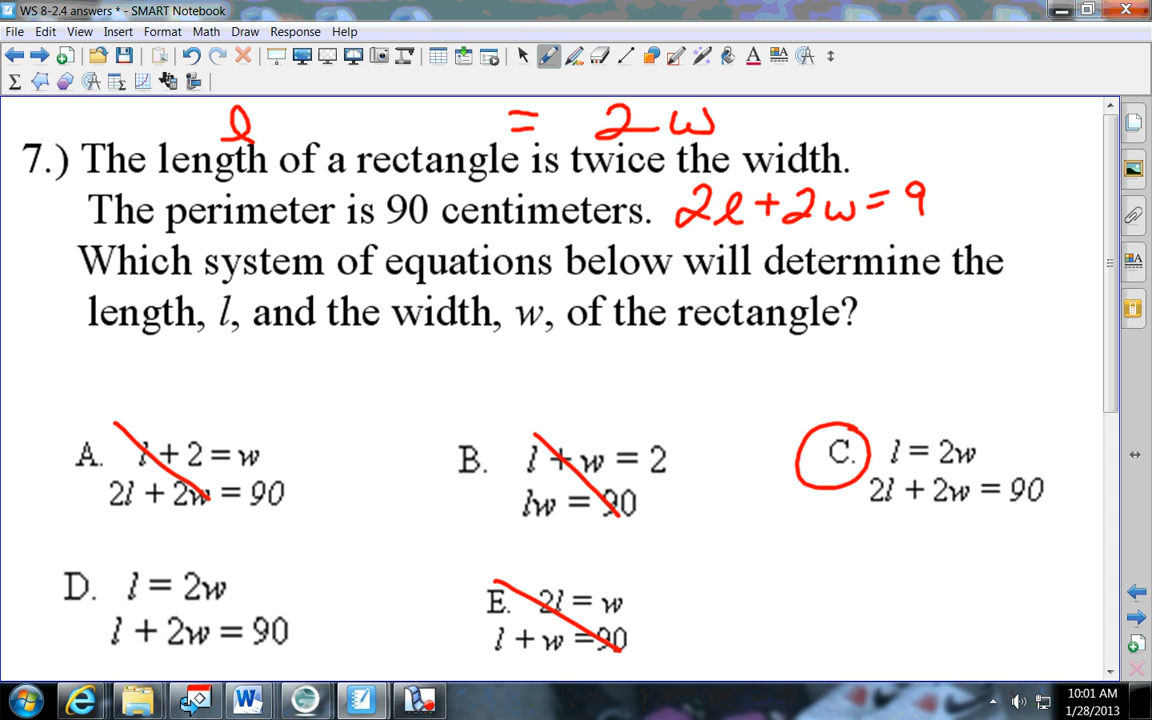 WS 8-2.4 answers * - SMART Notebook
File Edit View Insert Format Math Draw Response Help
l = 2w
7.) The length of a rectangle is twice the width.
The perimeter is 90 centimeters. 2l + 2w = 9
Which system of equations below will determine the
length, l, and the width, w, of the rectangle?
A. l + 2 = w
2l + 2w = 90
B. l + w = 2
lw = 90
C. l = 2w
2l + 2w = 90
D. l = 2w
l + 2w = 90
E. 2l = w
l + w = 90
10:01 AM
1/28/2013